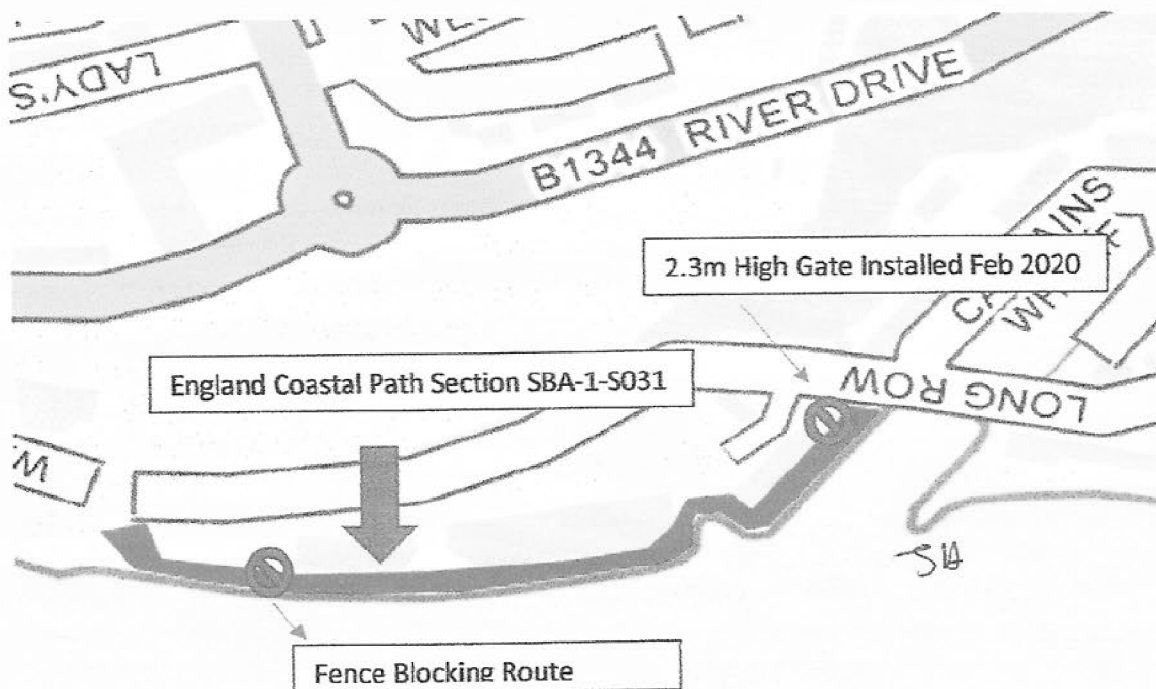 LADY'S
B1344 RIVER DRIVE
2.3m High Gate Installed Feb 2020
England Coastal Path Section SBA-1-S031
LONG ROW
Fence Blocking Route